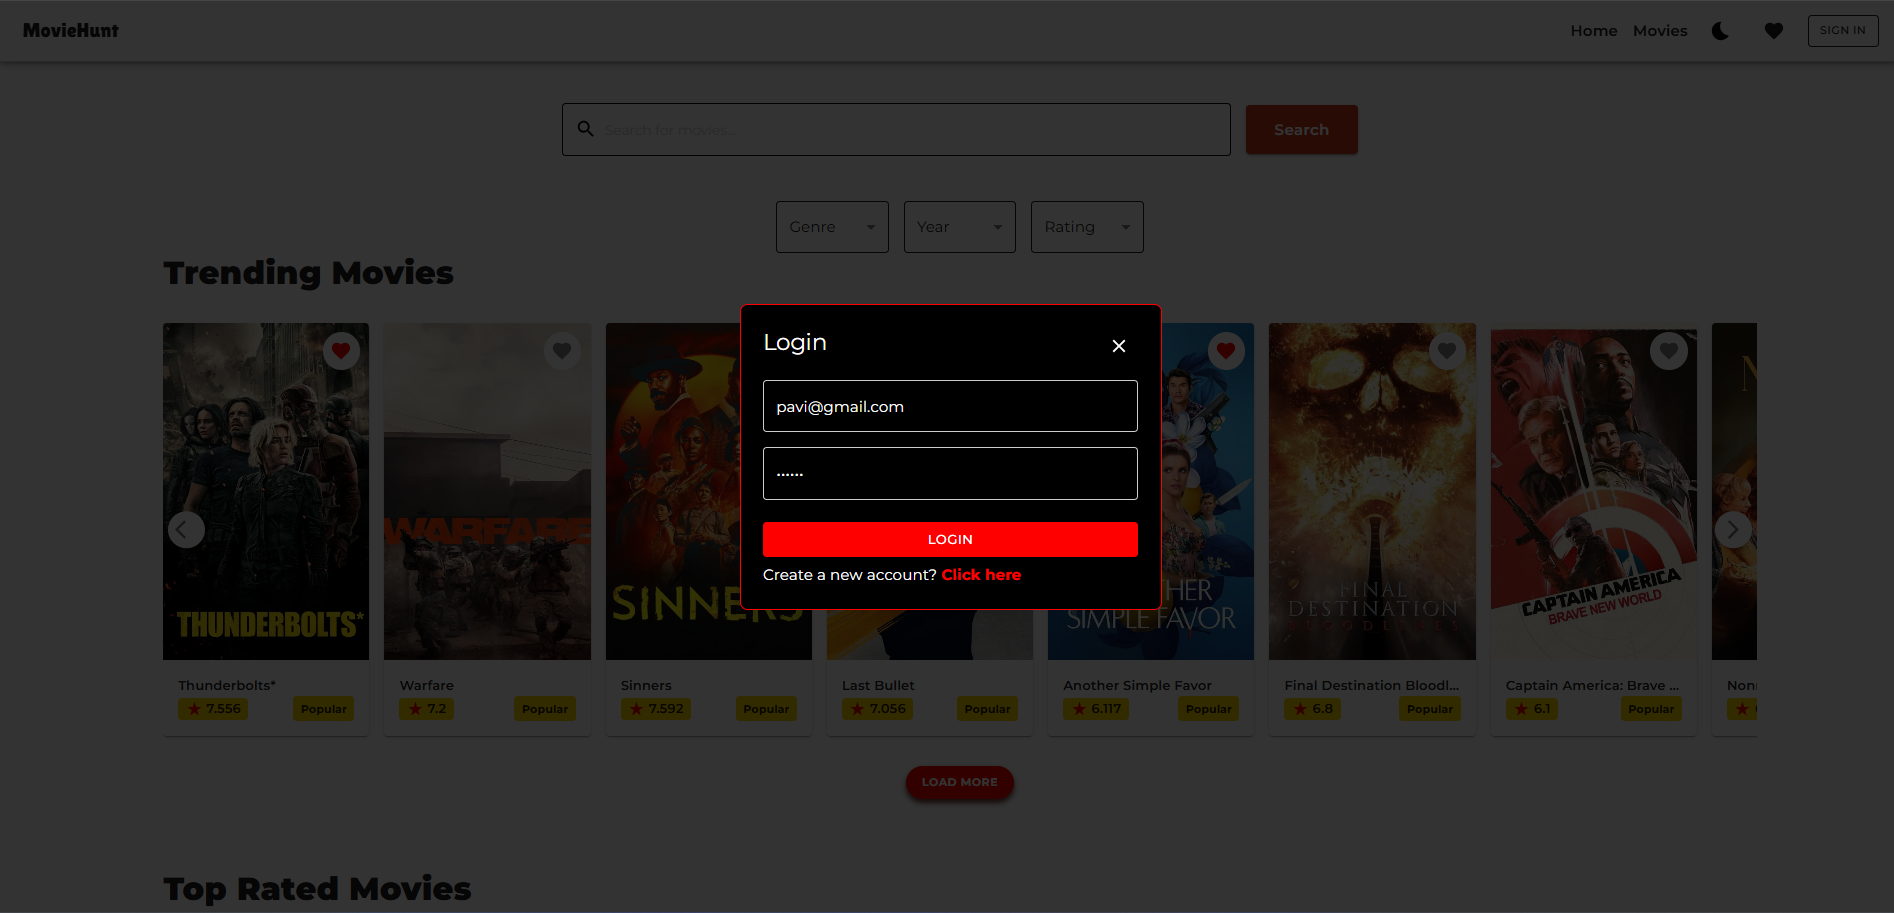 MovieHunt
Home Movies SIGN IN
Search for movies...
Search
Genre Year Rating
Trending Movies
Login
pavi@gmail.com
LOGIN
Create a new account? Click here
THUNDERBOLTS*
WARFARE
SINNERS
SIMPLE FAVOR
FINAL
DESTINATION
BLOODLINES
CAPTAIN AMERICA
BRAVE NEW WORLD
Thunderbolts*
7.556 Popular
Warfare
7.2 Popular
Sinners
7.592 Popular
Last Bullet
7.056 Popular
Another Simple Favor
6.117 Popular
Final Destination Bloodl...
6.8 Popular
Captain America: Brave ...
6.1 Popular
LOAD MORE
Top Rated Movies